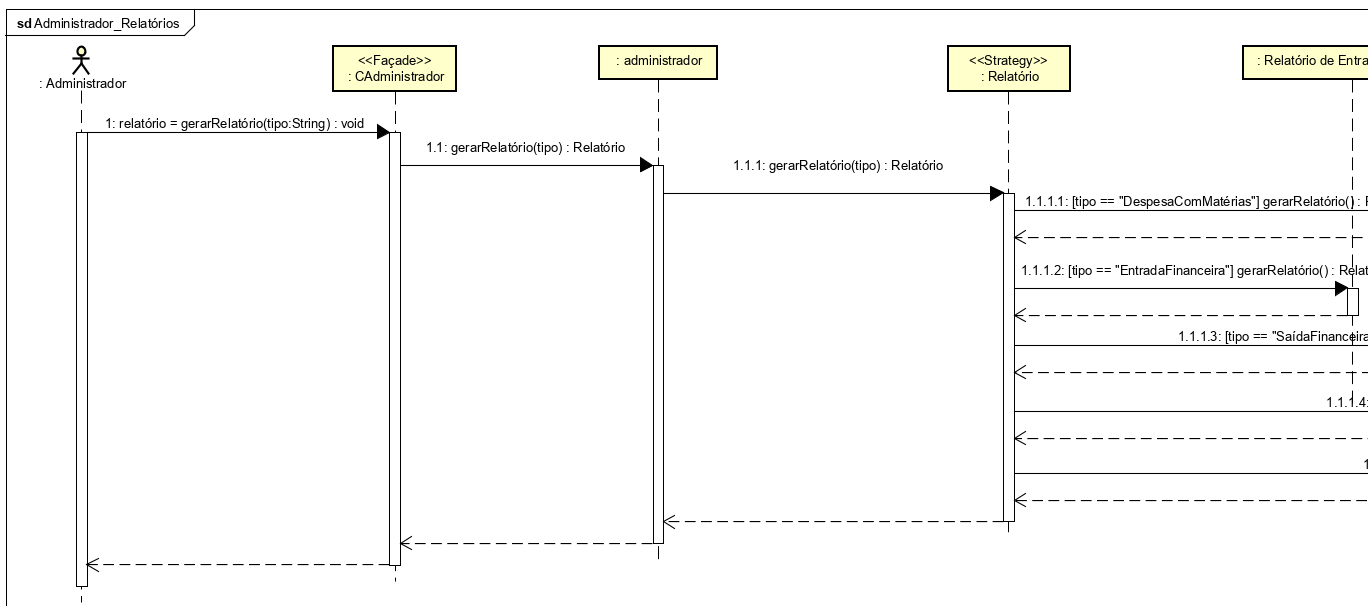 sd Administrador_Relatórios
: Administrador
<<Façade>>
: CAdministrador
: administrador
<<Strategy>>
: Relatório
: Relatório de Entra
1: relatório = gerarRelatório(tipo:String) : void
1.1: gerarRelatório(tipo) : Relatório
1.1.1: gerarRelatório(tipo) : Relatório
1.1.1.1: [tipo == "DespesaComMatérias"] gerarRelatório() : R
1.1.1.2: [tipo == "EntradaFinanceira"] gerarRelatório() : Relat
1.1.1.3: [tipo == "SaídaFinanceira
1.1.1.4:
1